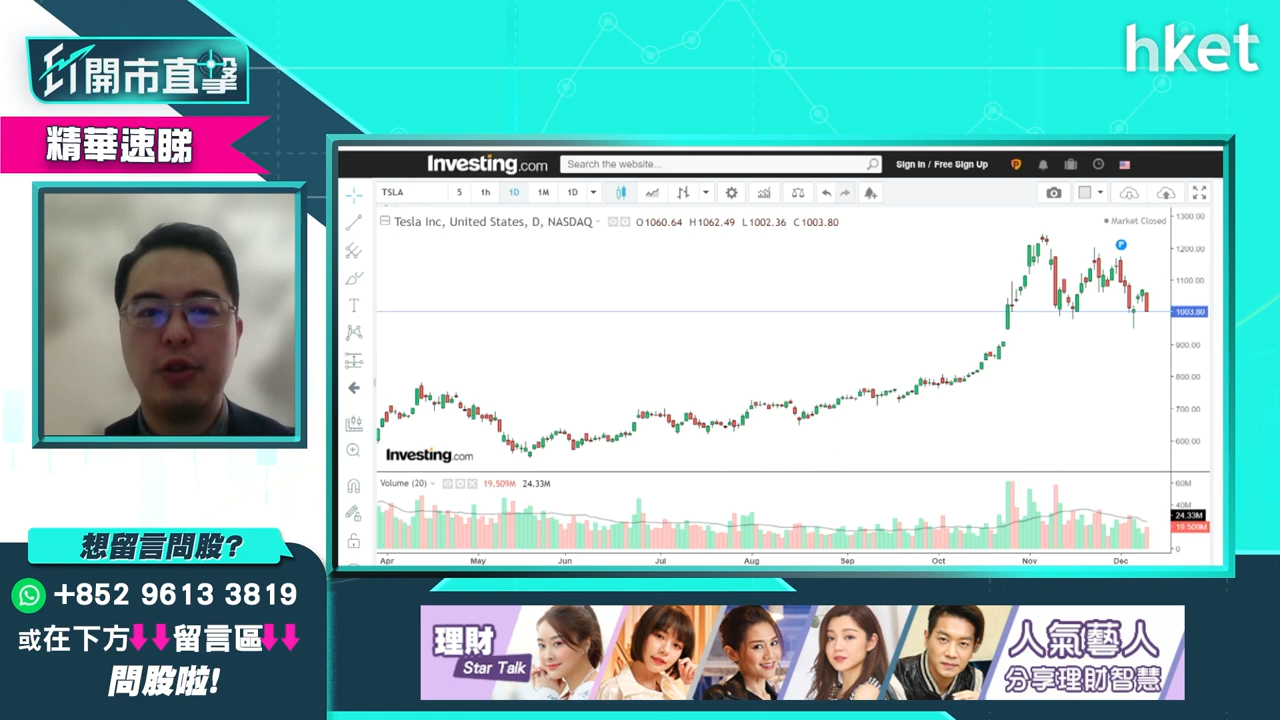 hket
ET開市直擊
精華速睇
Investing.com
Search the website...
Sign In / Free Sign Up
TSLA
5
1h
1D
1M
1D
Tesla Inc, United States, D, NASDAQ
O1060.64 H1062.49 L1002.36 C1003.80
Market Closed
1300.00
1200.00
1100.00
1003.80
900.00
800.00
700.00
600.00
P
Investing.com
Volume (20)
19.509M 24.33M
60M
40M
24.33M
19.509M
0
Apr May Jun Jul Aug Sep Oct Nov Dec
想留言問股?
+852 9613 3819
或在下方留言區
問股啦!
理財
Star Talk
人氣藝人
分享理財智慧